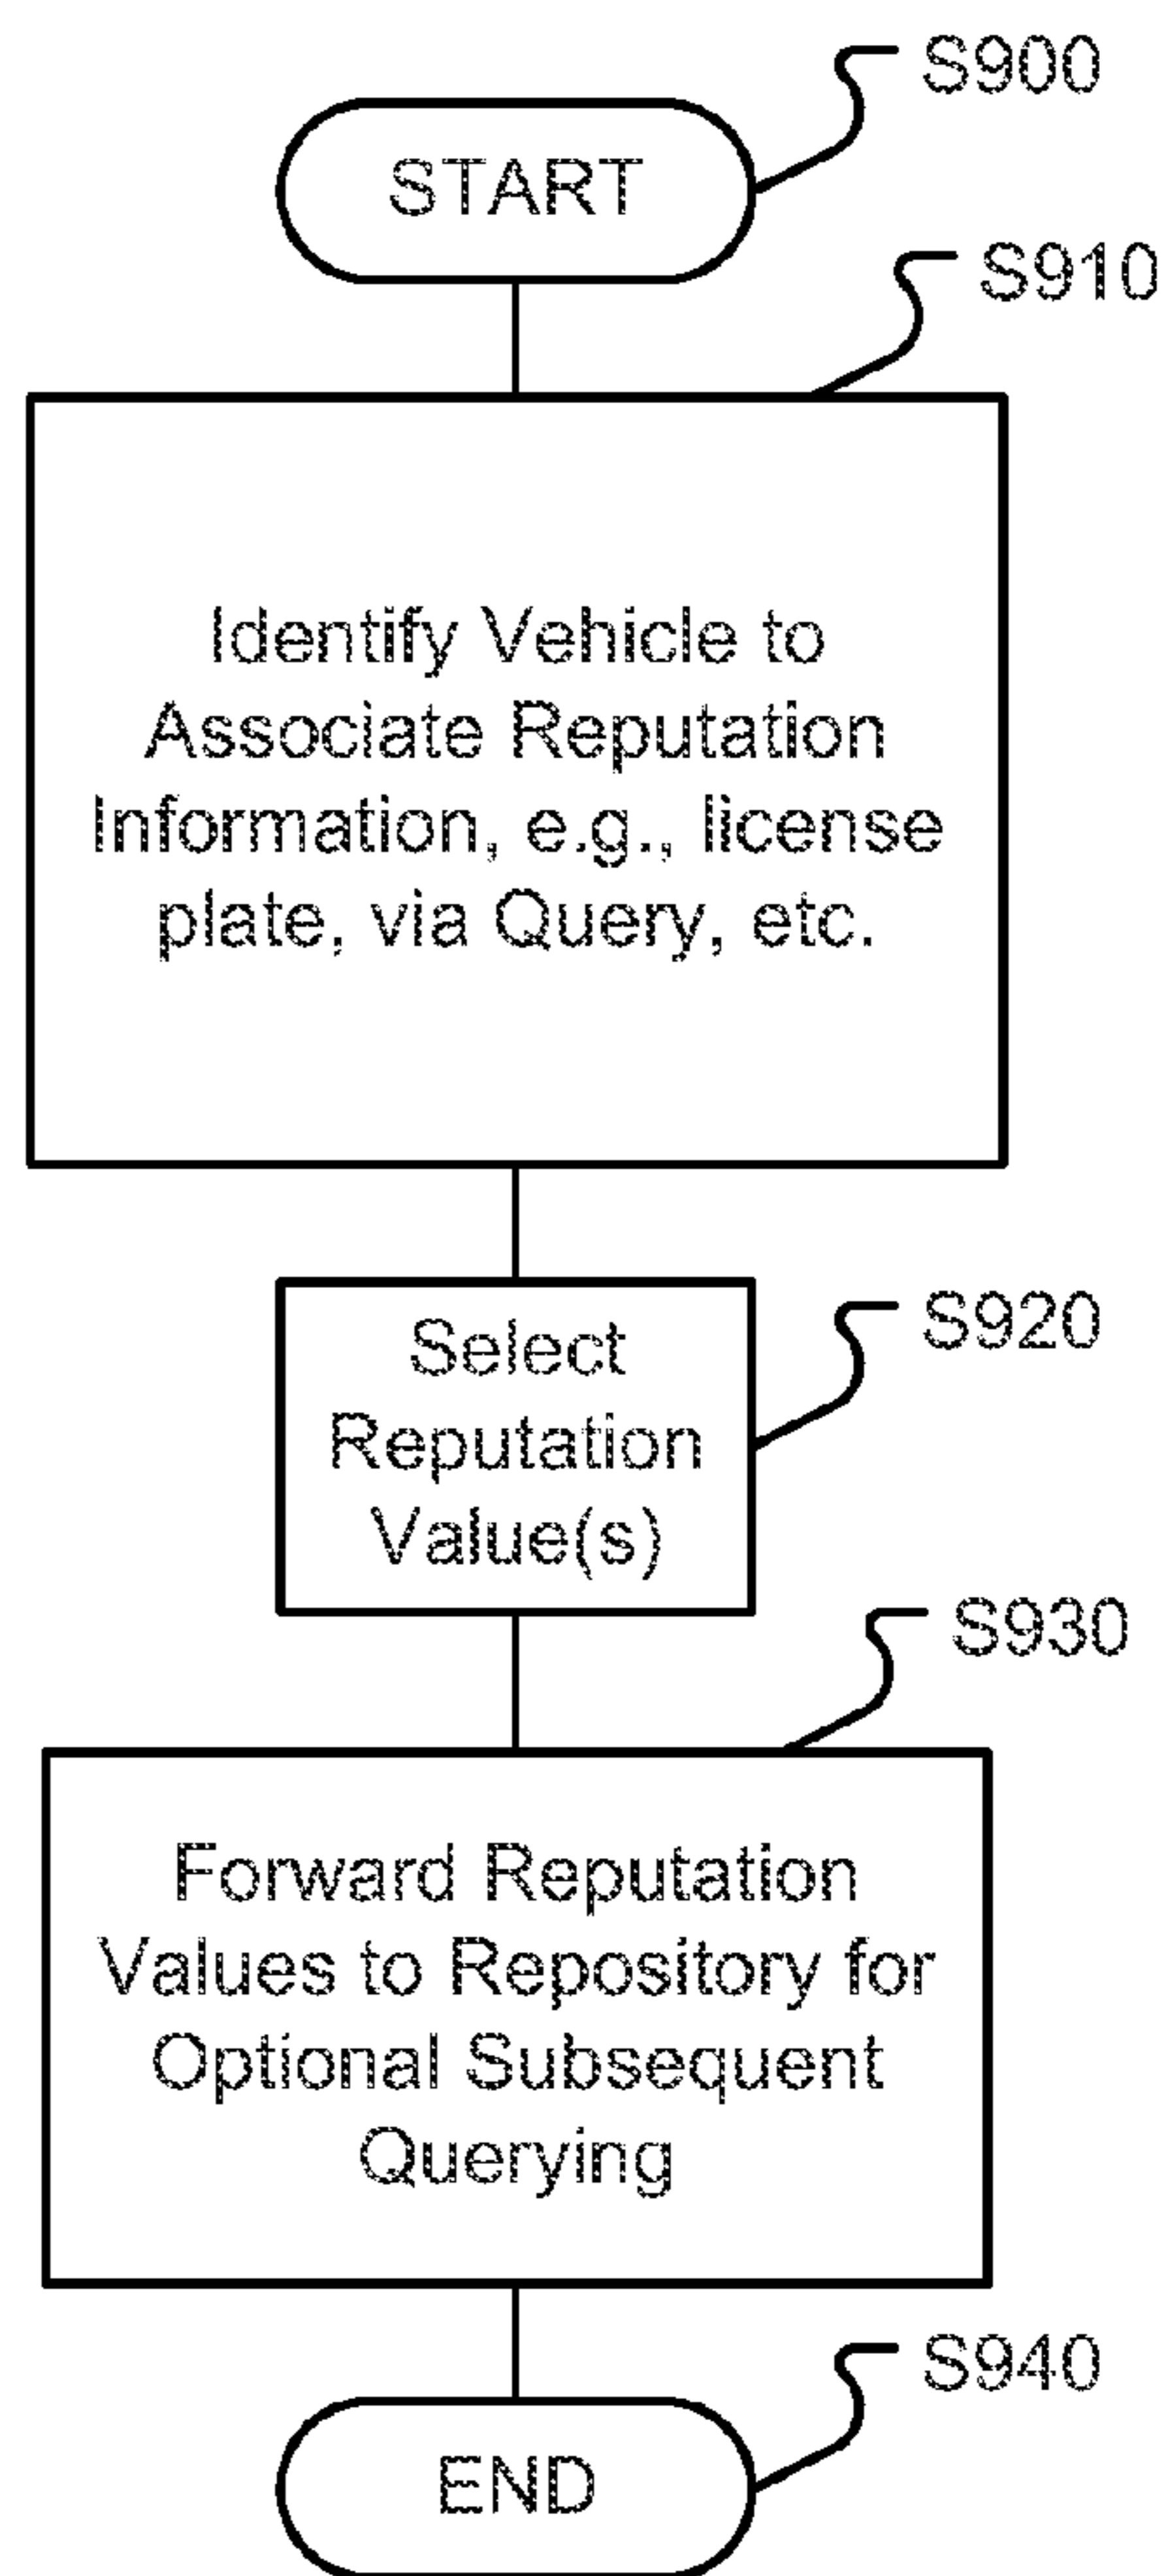 S900
START
S910
Identify Vehicle to
Associate Reputation
Information, e.g., license
plate, via Query, etc.
S920
Select
Reputation
Value(s)
S930
Forward Reputation
Values to Repository for
Optional Subsequent
Querying
S940
END